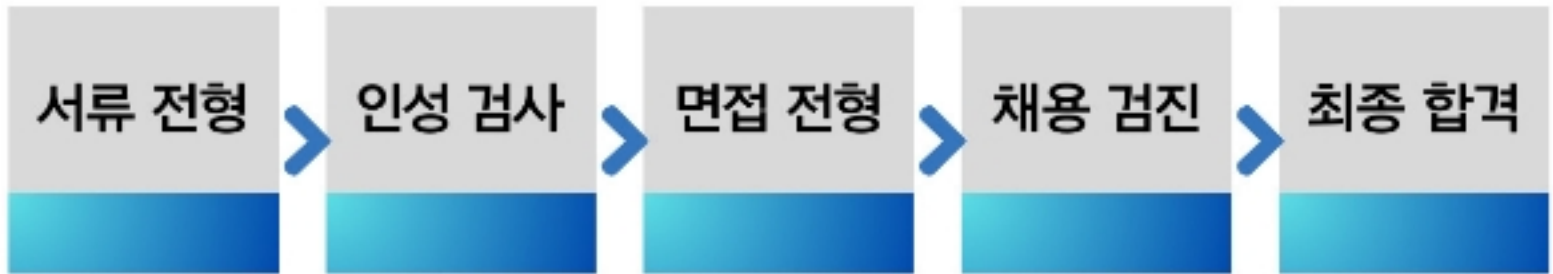 서류 전형
인성 검사
면접 전형
채용 검진
최종 합격